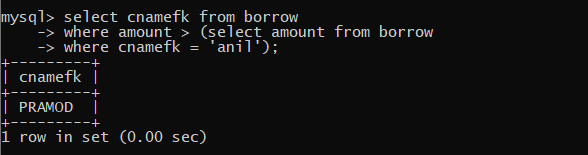 mysql> select cnamefk from borrow
    -> where amount > (select amount from borrow
    -> where cnamefk = 'anil');
+---------+
| cnamefk |
+---------+
| PRAMOD  |
+---------+
1 row in set (0.00 sec)